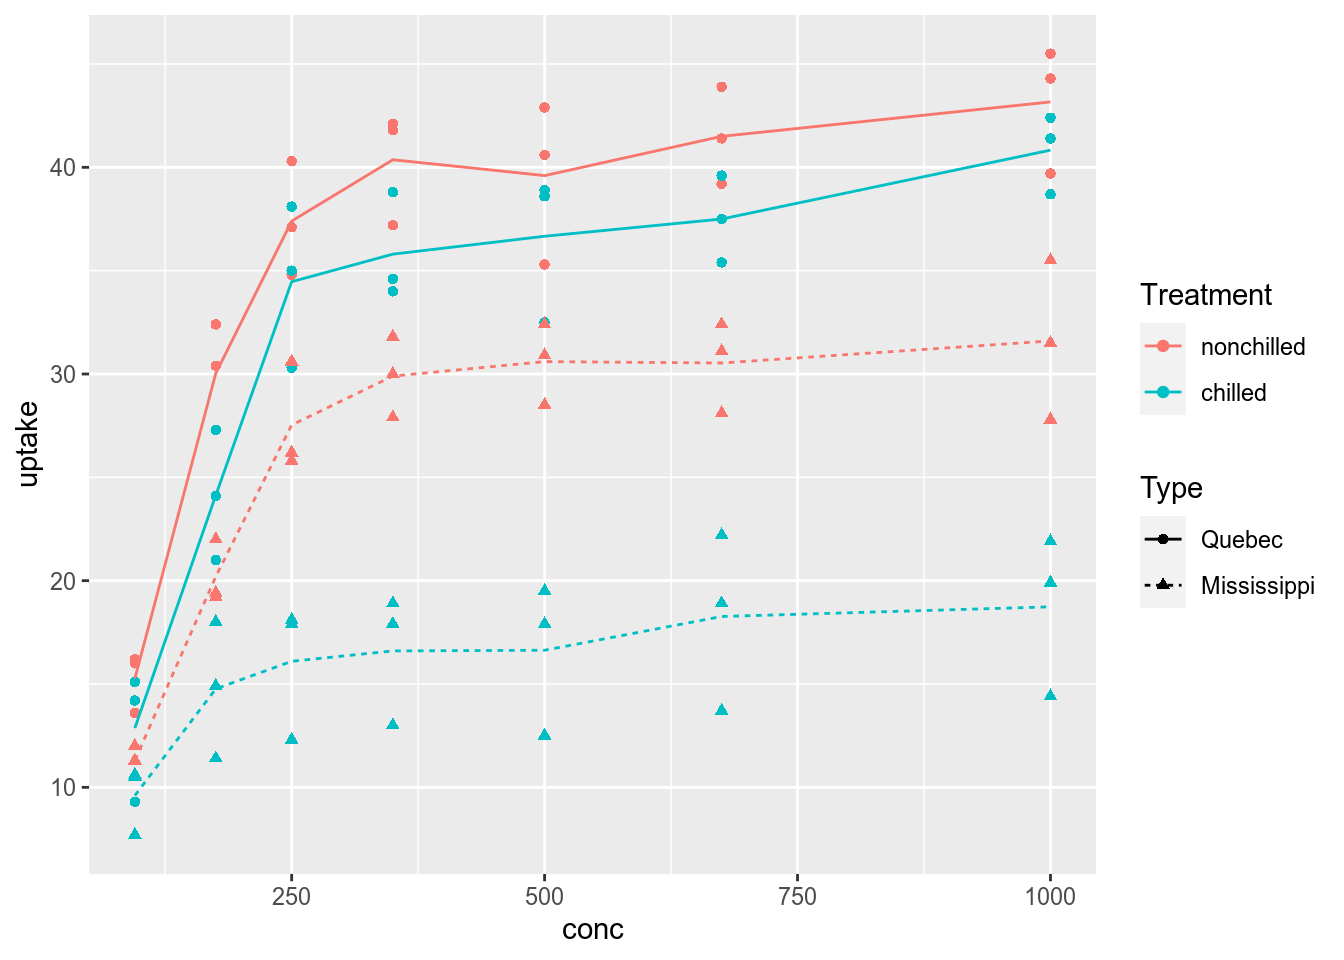 40
30
20
10
uptake
250
500
750
1000
conc
Treatment
nonchilled
chilled
Type
Quebec
Mississippi